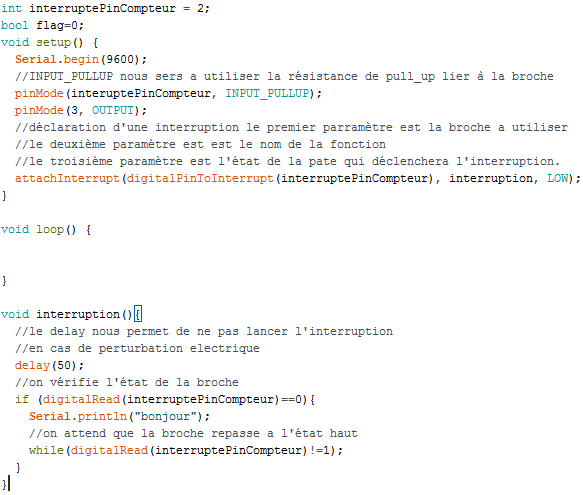 int interruptePinCompteur = 2;
bool flag=0;
void setup() {
  Serial.begin(9600);
  //INPUT_PULLUP nous sers a utiliser la résistance de pull_up lier à la broche
  pinMode(interuptePinCompteur, INPUT_PULLUP);
  pinMode(3, OUTPUT);
  //déclaration d'une interruption le premier parramètre est la broche a utiliser
  //le deuxième paramètre est est le nom de la fonction
  //le troisième paramètre est l'état de la pate qui déclenchera l'interruption.
  attachInterrupt(digitalPinToInterrupt(interruptePinCompteur), interruption, LOW);
}

void loop() {


}

void interruption(){
  //le delay nous permet de ne pas lancer l'interruption
  //en cas de perturbation electrique
  delay(50);
  //on vérifie l'état de la broche
  if (digitalRead(interruptePinCompteur)==0){
    Serial.println("bonjour");
    //on attend que la broche repasse a l'état haut
    while(digitalRead(interruptePinCompteur)!=1);
  }
}